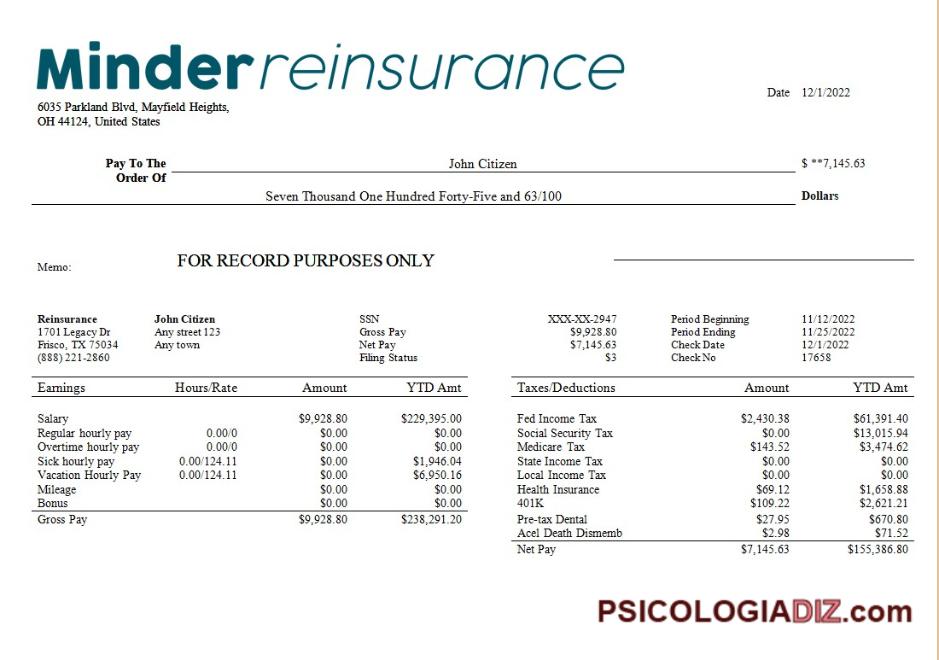 Minder reinsurance
6035 Parkland Blvd, Mayfield Heights,
OH 44124, United States
Date 12/1/2022
Pay To The
Order Of
John Citizen
$ **7,145.63
Seven Thousand One Hundred Forty-Five and 63/100
Dollars
Memo:
FOR RECORD PURPOSES ONLY
Reinsurance John Citizen SSN XXX-XX-2947 Period Beginning 11/12/2022
1701 Legacy Dr Any street 123 Gross Pay $9,928.80 Period Ending 11/25/2022
Frisco, TX 75034 Any town Net Pay $7,145.63 Check Date 12/1/2022
(888) 221-2860 Filing Status $3 Check No 17658
Earnings Hours/Rate Amount YTD Amt
Salary $9,928.80 $229,395.00
Regular hourly pay 0.00/0 $0.00 $0.00
Overtime hourly pay 0.00/0 $0.00 $0.00
Sick hourly pay 0.00/124.11 $0.00 $1,946.04
Vacation Hourly Pay 0.00/124.11 $0.00 $6,950.16
Mileage $0.00 $0.00
Bonus $0.00 $0.00
Gross Pay $9,928.80 $238,291.20
Taxes/Deductions Amount YTD Amt
Fed Income Tax $2,430.38 $61,391.40
Social Security Tax $0.00 $13,015.94
Medicare Tax $143.52 $3,474.62
State Income Tax $0.00 $0.00
Local Income Tax $0.00 $0.00
Health Insurance $69.12 $1,658.88
401K $109.22 $2,621.21
Pre-tax Dental $27.95 $670.80
Acel Death Dismemb $2.98 $71.52
Net Pay $7,145.63 $155,386.80
PSICOLOGIADIZ.com